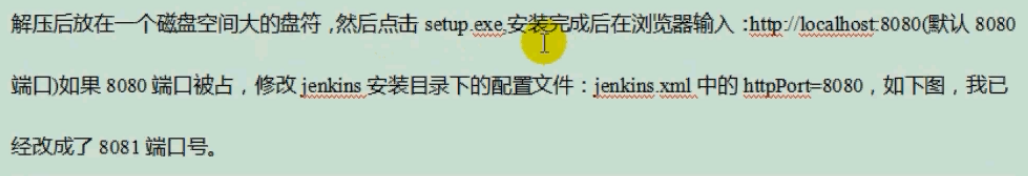 解压后放在一个磁盘空间大的盘符，然后点击 setup.exe,安装完成后在浏览器输入：http://localhost:8080(默认 8080
端口)如果 8080 端口被占，修改 jenkins 安装目录下的配置文件：jenkins.xml 中的 httpPort=8080，如下图，我已
经改成了 8081 端口号。